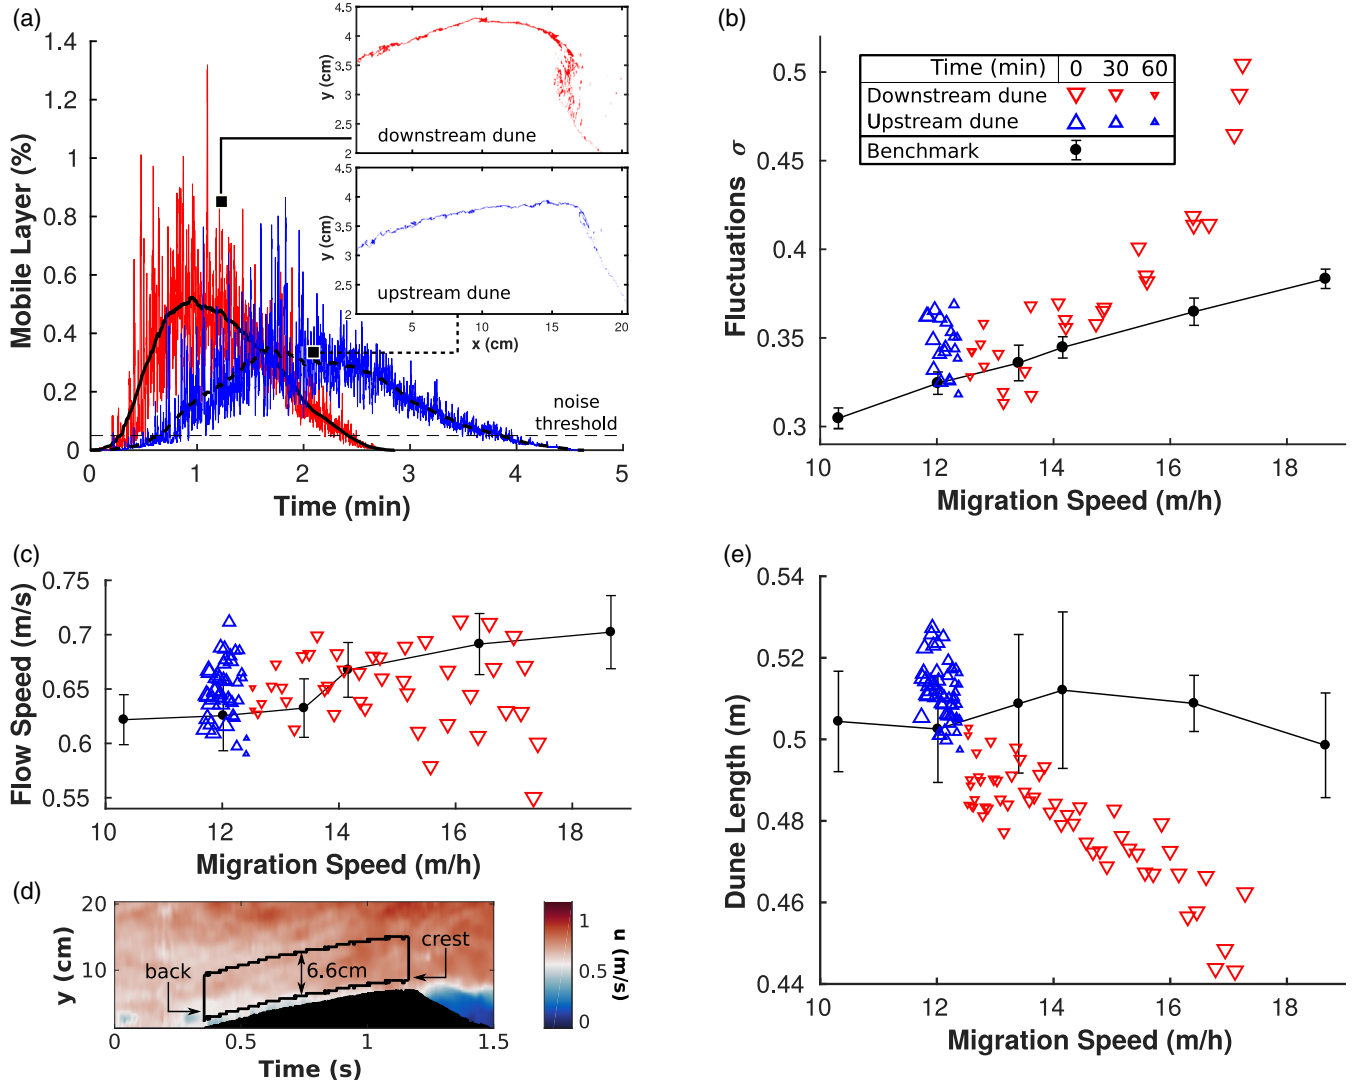 (a)
Mobile Layer (%)
1.4
1.2
1
0.8
0.6
0.4
0.2
0
0 1 2 3 4 5
Time (min)
noise
threshold
y (cm)
4.5
4
3.5
3
2.5
2
downstream dune
y (cm)
4.5
4
3.5
3
2.5
2
upstream dune
5 10 15 20
x (cm)
(b)
Fluctuations σ
0.5
0.45
0.4
0.35
0.3
Time (min) 0 30 60
Downstream dune
Upstream dune
Benchmark
10 12 14 16 18
Migration Speed (m/h)
(c)
Flow Speed (m/s)
0.75
0.7
0.65
0.6
0.55
10 12 14 16 18
Migration Speed (m/h)
(d)
y (cm)
20
10
back
6.6cm
crest
0 0.5 1 1.5
Time (s)
1
0.5
0
u (m/s)
(e)
Dune Length (m)
0.54
0.52
0.5
0.48
0.46
0.44
10 12 14 16 18
Migration Speed (m/h)